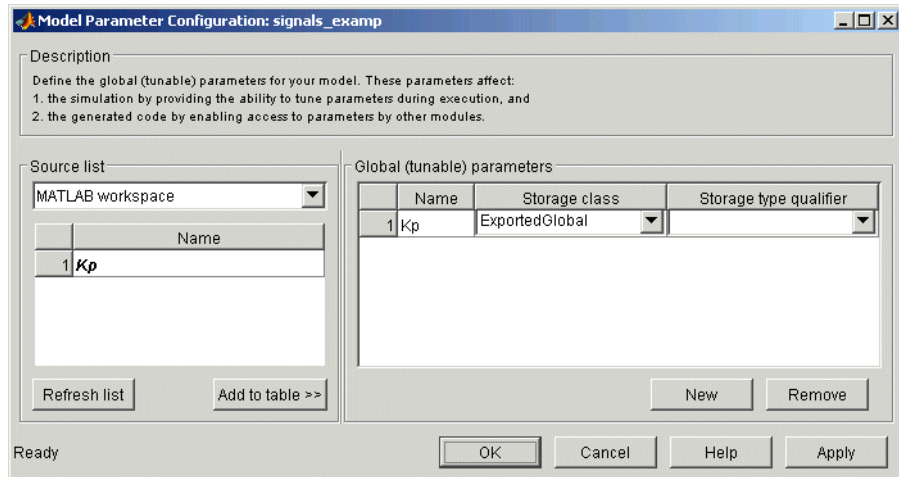 Model Parameter Configuration: signals_examp
Description
Define the global (tunable) parameters for your model. These parameters affect:
1. the simulation by providing the ability to tune parameters during execution, and
2. the generated code by enabling access to parameters by other modules.
Source list
MATLAB workspace
Name
1 Kp
Refresh list
Add to table >>
Global (tunable) parameters
Name Storage class Storage type qualifier
1 Kp ExportedGlobal
New Remove
Ready
OK Cancel Help Apply